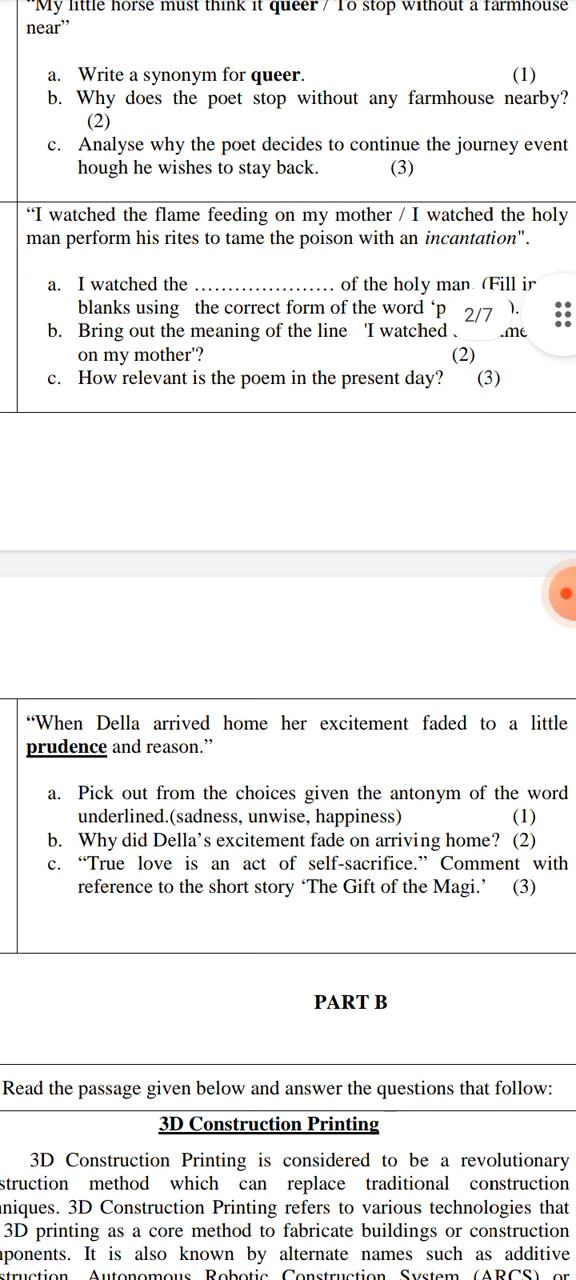 "My little horse must think it queer / To stop without a farmhouse
near”
a. Write a synonym for queer. (1)
b. Why does the poet stop without any farmhouse nearby?
(2)
c. Analyse why the poet decides to continue the journey event
hough he wishes to stay back. (3)
“I watched the flame feeding on my mother / I watched the holy
man perform his rites to tame the poison with an incantation".
a. I watched the ………………… of the holy man. (Fill in
blanks using the correct form of the word ‘p ).
2/7
b. Bring out the meaning of the line 'I watched me
on my mother'? (2)
c. How relevant is the poem in the present day? (3)
“When Della arrived home her excitement faded to a little
prudence and reason.”
a. Pick out from the choices given the antonym of the word
underlined.(sadness, unwise, happiness) (1)
b. Why did Della’s excitement fade on arriving home? (2)
c. “True love is an act of self-sacrifice.” Comment with
reference to the short story ‘The Gift of the Magi.’ (3)
PART B
Read the passage given below and answer the questions that follow:
3D Construction Printing
3D Construction Printing is considered to be a revolutionary
struction method which can replace traditional construction
niques. 3D Construction Printing refers to various technologies that
3D printing as a core method to fabricate buildings or construction
ponents. It is also known by alternate names such as additive
struction, Autonomous Robotic Construction System (ARCS) or